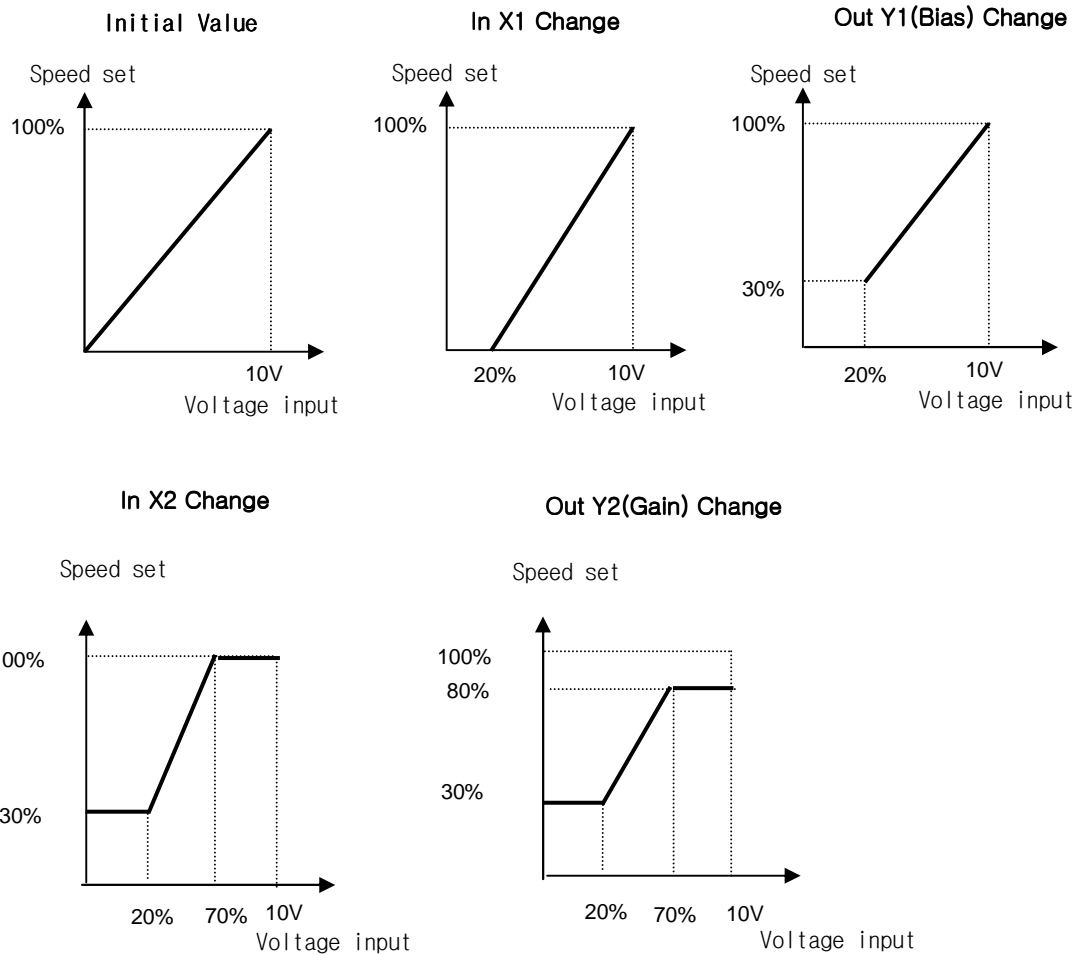 Initial Value
Speed set
100%
10V
Voltage input
In X1 Change
Speed set
100%
20% 10V
Voltage input
Out Y1(Bias) Change
Speed set
100%
30%
20% 10V
Voltage input
In X2 Change
Speed set
00%
30%
20% 70% 10V
Voltage input
Out Y2(Gain) Change
Speed set
100%
80%
30%
20% 70% 10V
Voltage input